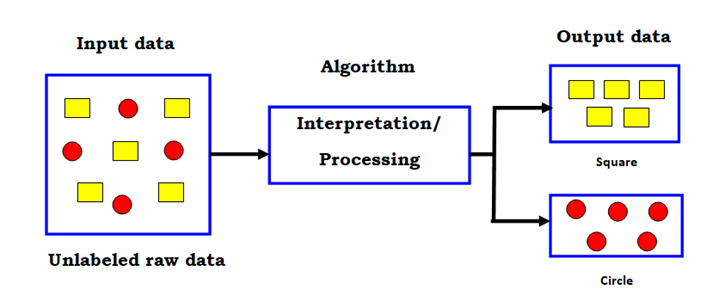 Input data
Unlabeled raw data
Algorithm
Interpretation/
Processing
Output data
Square
Circle